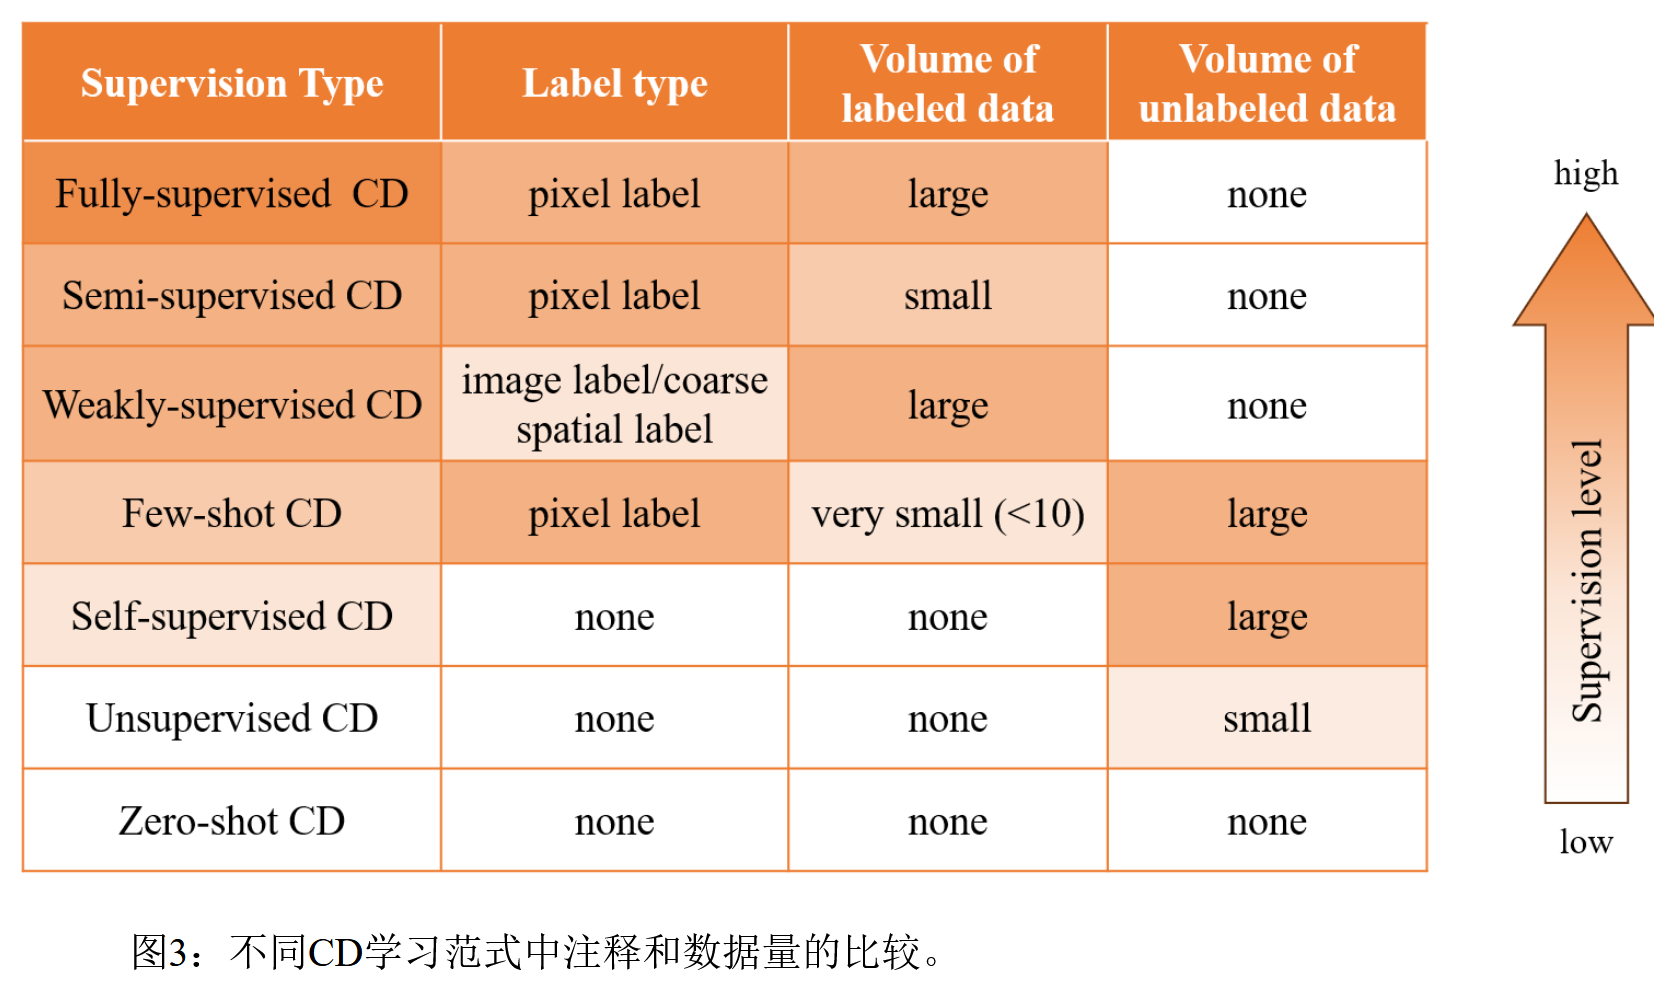 Supervision Type
Label type
Volume of
labeled data
Volume of
unlabeled data
Fully-supervised CD
pixel label
large
none
Semi-supervised CD
pixel label
small
none
Weakly-supervised CD
image label/coarse
spatial label
large
none
Few-shot CD
pixel label
very small (<10)
large
Self-supervised CD
none
none
large
Unsupervised CD
none
none
small
Zero-shot CD
none
none
none
high
Supervision level
low
图3：不同CD学习范式中注释和数据量的比较。